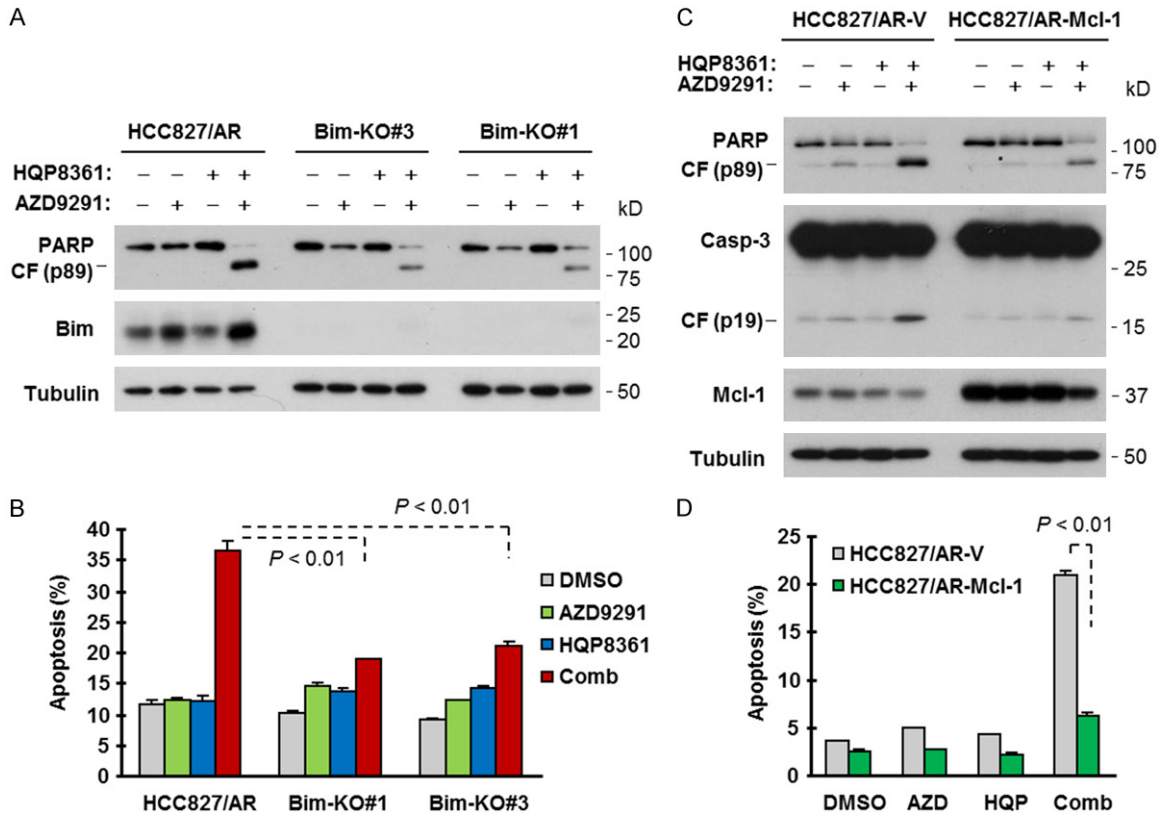 A
HCC827/AR Bim-KO#3 Bim-KO#1
HQP8361: – – + + – – + + – – + +
AZD9291: – + – + – + – + – + – + kD
PARP - 100
CF (p89) – - 75
Bim - 25
- 20
Tubulin - 50
B
Apoptosis (%)
40
35
30
25
20
15
10
5
0
P < 0.01
P < 0.01
DMSO
AZD9291
HQP8361
Comb
HCC827/AR Bim-KO#1 Bim-KO#3
C
HCC827/AR-V HCC827/AR-Mcl-1
HQP8361: – – + + – – + +
AZD9291: – + – + – + – + kD
PARP - 100
CF (p89) – - 75
Casp-3
- 25
CF (p19) – - 15
Mcl-1 - 37
Tubulin - 50
D
Apoptosis (%)
25
20
15
10
5
0
P < 0.01
HCC827/AR-V
HCC827/AR-Mcl-1
DMSO AZD HQP Comb